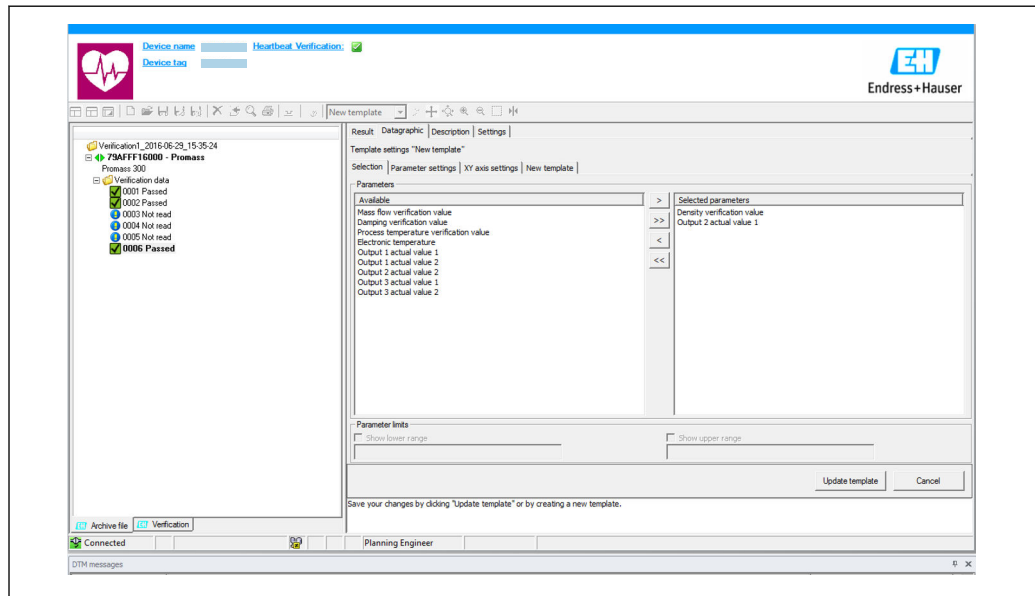 Device name Heartbeat Verification:
Device tag
EH
Endress+Hauser
New template
Result Datagraphic Description Settings
Verification1_2016-06-29_15-35-24
79AFFF16000 - Promass
Promass 300
Verification data
0001 Passed
0002 Passed
0003 Not read
0004 Not read
0005 Not read
0006 Passed
Template settings "New template"
Selection Parameter settings XY axis settings New template
Parameters
Available
Mass flow verification value
Damping verification value
Process temperature verification value
Electronic temperature
Output 1 actual value 1
Output 1 actual value 2
Output 2 actual value 2
Output 3 actual value 1
Output 3 actual value 2
>
>>
<
<<
Selected parameters
Density verification value
Output 2 actual value 1
Parameter limits
Show lower range Show upper range
Update template Cancel
Save your changes by clicking "Update template" or by creating a new template.
EH Archive file EH Verification
Connected Planning Engineer
DTM messages